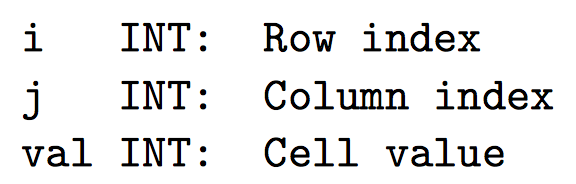 i   INT:  Row index
j   INT:  Column index
val INT:  Cell value